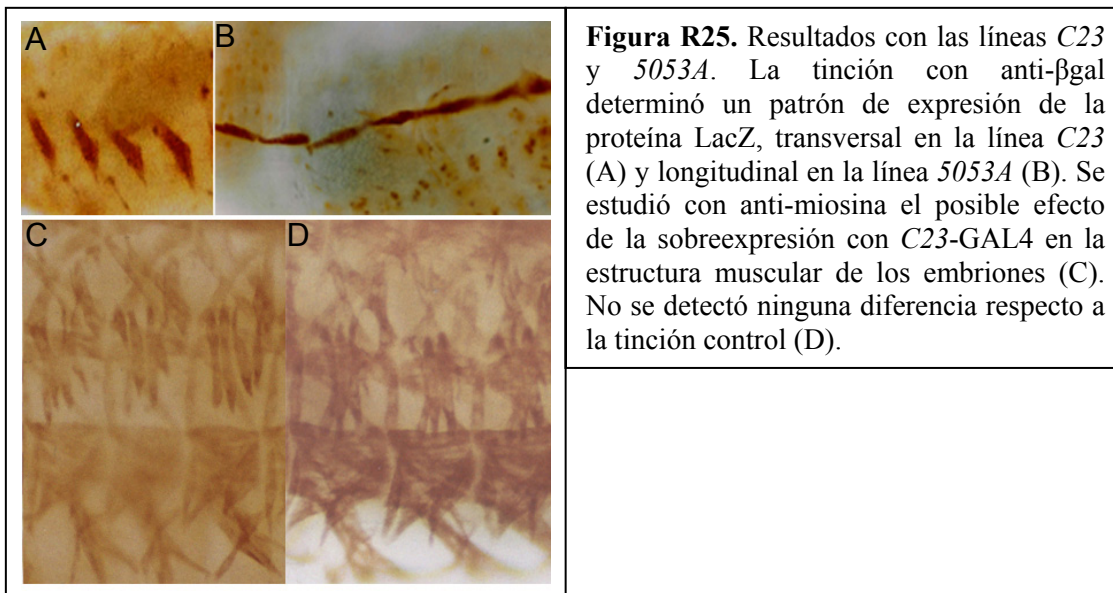 A
B
C
D
Figura R25. Resultados con las líneas C23
y 5053A. La tinción con anti-βgal
determinó un patrón de expresión de la
proteína LacZ, transversal en la línea C23
(A) y longitudinal en la línea 5053A (B). Se
estudió con anti-miosina el posible efecto
de la sobreexpresión con C23-GAL4 en la
estructura muscular de los embriones (C).
No se detectó ninguna diferencia respecto a
la tinción control (D).